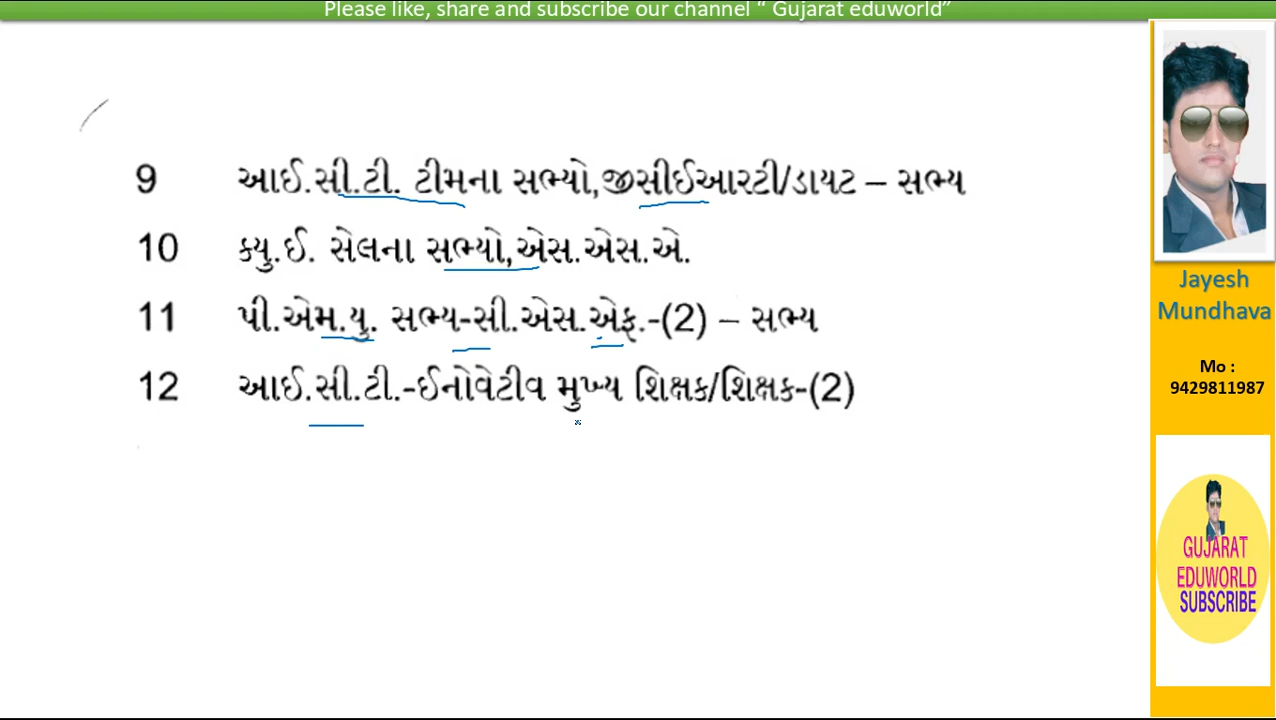 Please like, share and subscribe our channel “ Gujarat eduworld”
9 આઈ.સી.ટી. ટીમના સભ્યો,જીસીઈઆરટી/ડાયટ – સભ્ય
10 ક્યુ.ઈ. સેલના સભ્યો,એસ.એસ.એ.
11 પી.એમ.યુ. સભ્ય-સી.એસ.એફ.-(2) – સભ્ય
12 આઈ.સી.ટી.-ઈનોવેટીવ મુખ્ય શિક્ષક/શિક્ષક-(2)
Jayesh
Mundhava
Mo :
9429811987
GUJARAT
EDUWORLD
SUBSCRIBE